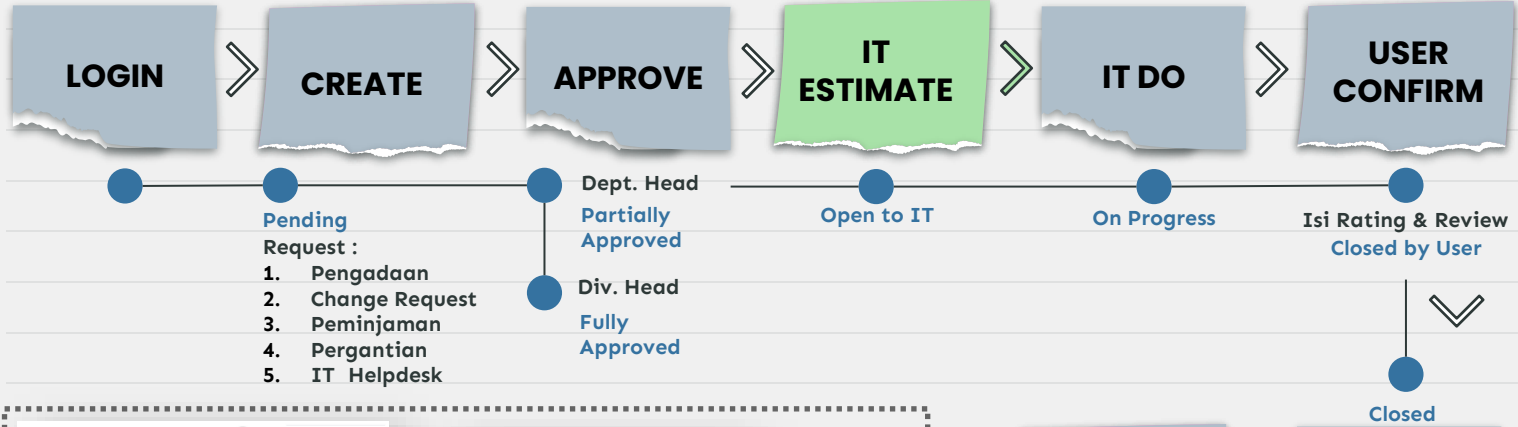 LOGIN
CREATE
APPROVE
IT
ESTIMATE
IT DO
USER
CONFIRM
Pending
Request :
1. Pengadaan
2. Change Request
3. Peminjaman
4. Pergantian
5. IT Helpdesk
Dept. Head
Partially
Approved
Div. Head
Fully
Approved
Open to IT
On Progress
Isi Rating & Review
Closed by User
Closed